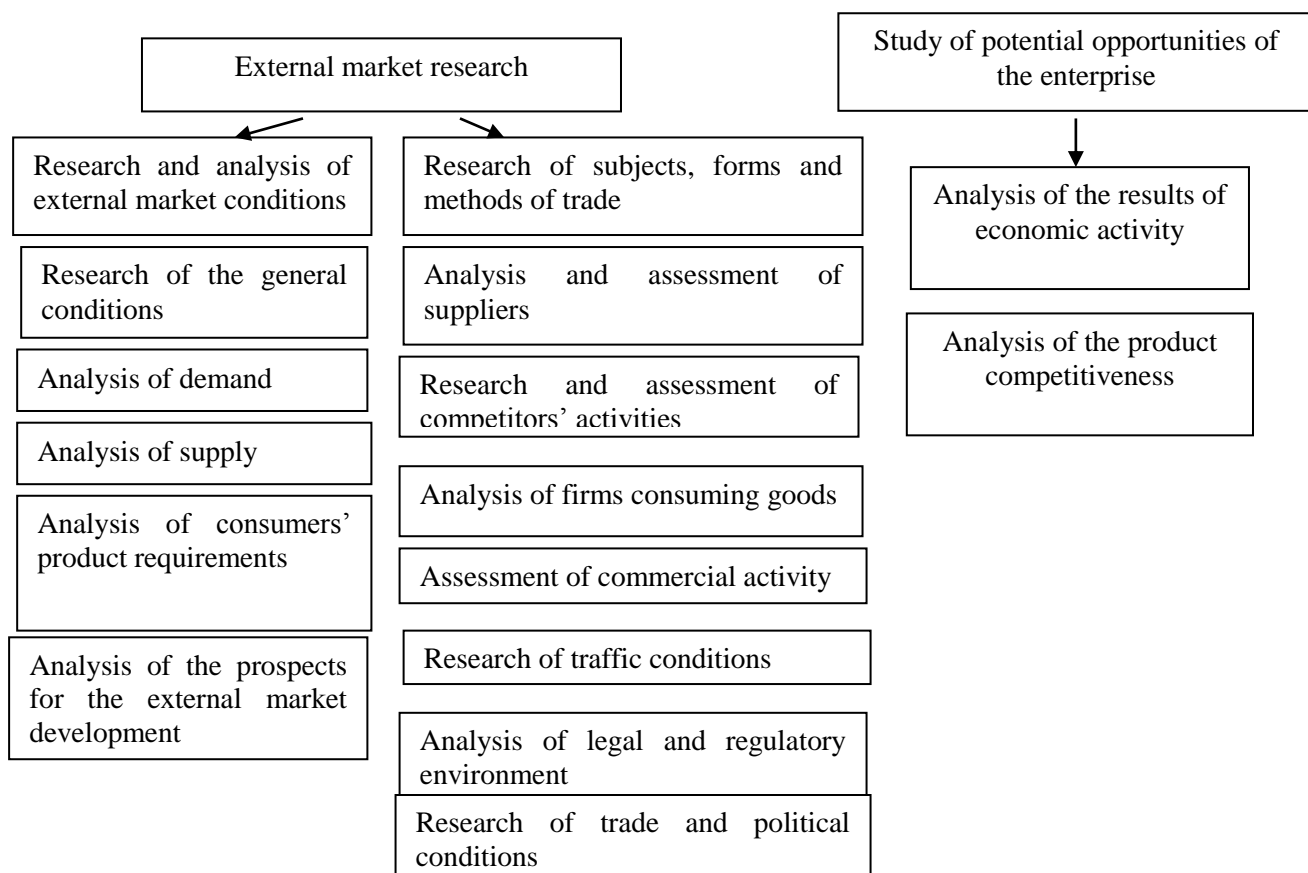 External market research
Research and analysis of
external market conditions
Research of the general
conditions
Analysis of demand
Analysis of supply
Analysis of consumers’
product requirements
Analysis of the prospects
for the external market
development
Research of subjects, forms and
methods of trade
Analysis and assessment of
suppliers
Research and assessment of
competitors’ activities
Analysis of firms consuming goods
Assessment of commercial activity
Research of traffic conditions
Analysis of legal and regulatory
environment
Research of trade and political
conditions
Study of potential opportunities of
the enterprise
Analysis of the results of
economic activity
Analysis of the product
competitiveness